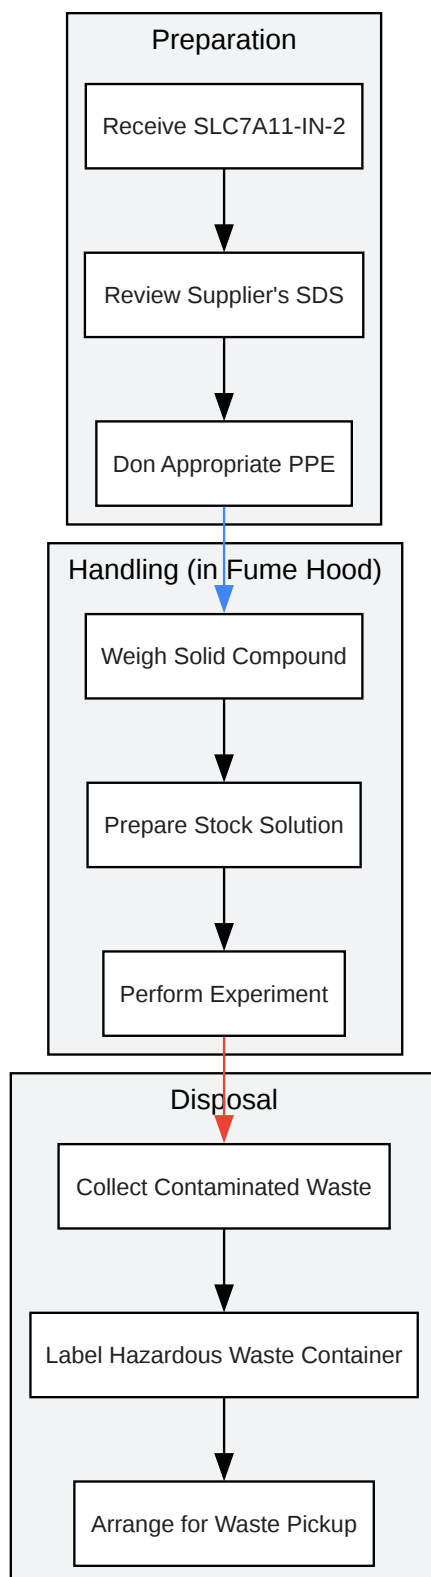 Preparation
Receive SLC7A11-IN-2
Review Supplier's SDS
Don Appropriate PPE
Handling (in Fume Hood)
Weigh Solid Compound
Prepare Stock Solution
Perform Experiment
Disposal
Collect Contaminated Waste
Label Hazardous Waste Container
Arrange for Waste Pickup